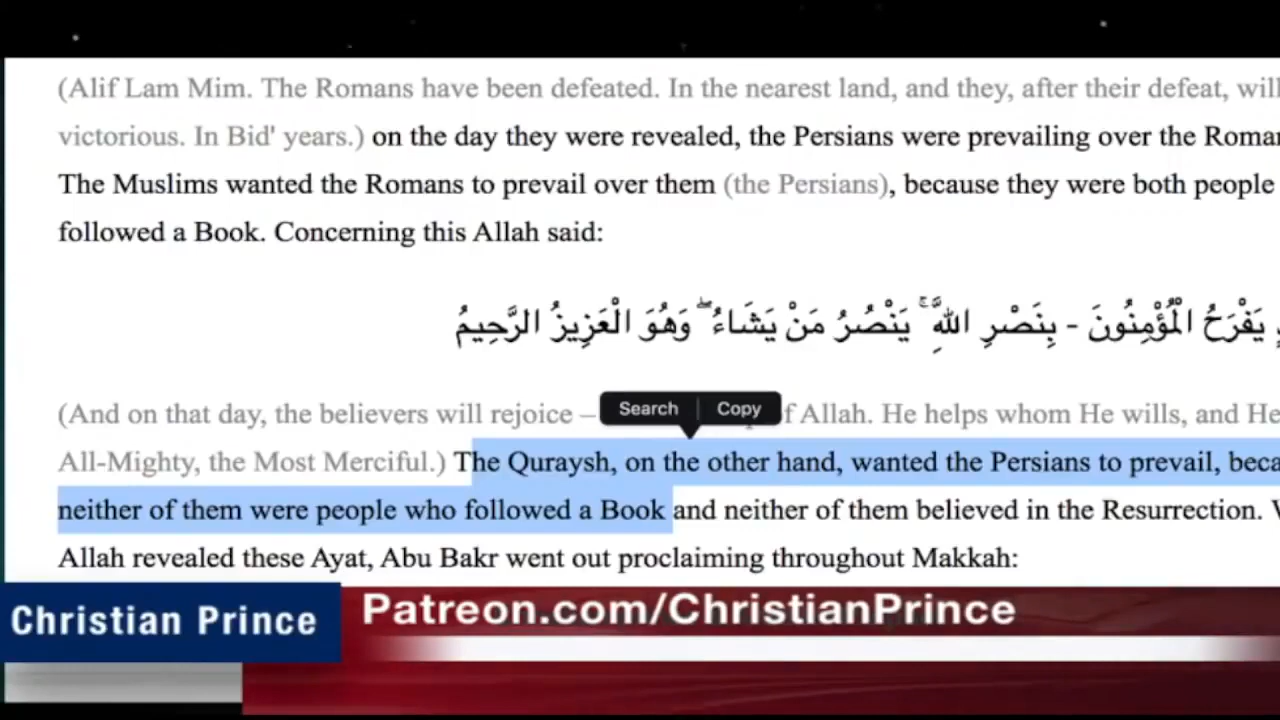 (Alif Lam Mim. The Romans have been defeated. In the nearest land, and they, after their defeat, will
victorious. In Bid' years.) on the day they were revealed, the Persians were prevailing over the Roma
The Muslims wanted the Romans to prevail over them (the Persians), because they were both people
followed a Book. Concerning this Allah said:
يَفْرَحُ الْمُؤْمِنُونَ - بِنَصْرِ اللَّهِ ۚ يَنْصُرُ مَنْ يَشَاءُ ۖ وَهُوَ الْعَزِيزُ الرَّحِيمُ
(And on that day, the believers will rejoice – f Allah. He helps whom He wills, and He
Search Copy
All-Mighty, the Most Merciful.) The Quraysh, on the other hand, wanted the Persians to prevail, beca
neither of them were people who followed a Book and neither of them believed in the Resurrection.
Allah revealed these Ayat, Abu Bakr went out proclaiming throughout Makkah:
Christian Prince
Patreon.com/ChristianPrince